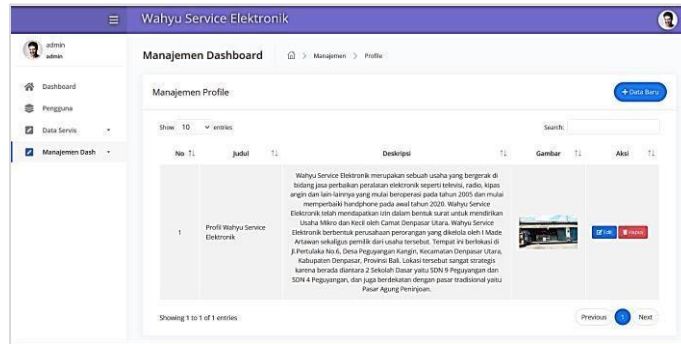 Wahyu Service Elektronik
admin
admin
Dashboard
Pengguna
Data Servis
Manajemen Dash
Manajemen Dashboard
Manajemen > Profile
Manajemen Profile
+ Data Baru
Show 10 entries
Search:
No Judul Deskripsi Gambar Aksi
1
Profil Wahyu Service
Elektronik
Wahyu Service Elektronik merupakan sebuah usaha yang bergerak di
bidang jasa perbaikan peralatan elektronik seperti televisi, radio, kipas
angin dan lain-lainnya yang mulai beroperasi pada tahun 2005 dan mulai
memperbaiki handphone pada awal tahun 2020. Wahyu Service
Elektronik telah mendapatkan izin dalam bentuk surat untuk mendirikan
Usaha Mikro dan Kecil oleh Camat Denpasar Utara. Wahyu Service
Elektronik berbentuk perusahaan perorangan yang dikelola oleh I Made
Artawan sekaligus pemilik dari usaha tersebut. Tempat ini berlokasi di
Jl.Pertulaka No.6, Desa Peguyangan Kangin, Kecamatan Denpasar Utara,
Kabupaten Denpasar, Provinsi Bali. Lokasi tersebut sangat strategis
karena berada diantara 2 Sekolah Dasar yaitu SDN 9 Peguyangan dan
SDN 4 Peguyangan, dan juga berdekatan dengan pasar tradisional yaitu
Pasar Agung Peninjoan.
Edit Hapus
Showing 1 to 1 of 1 entries
Previous 1 Next